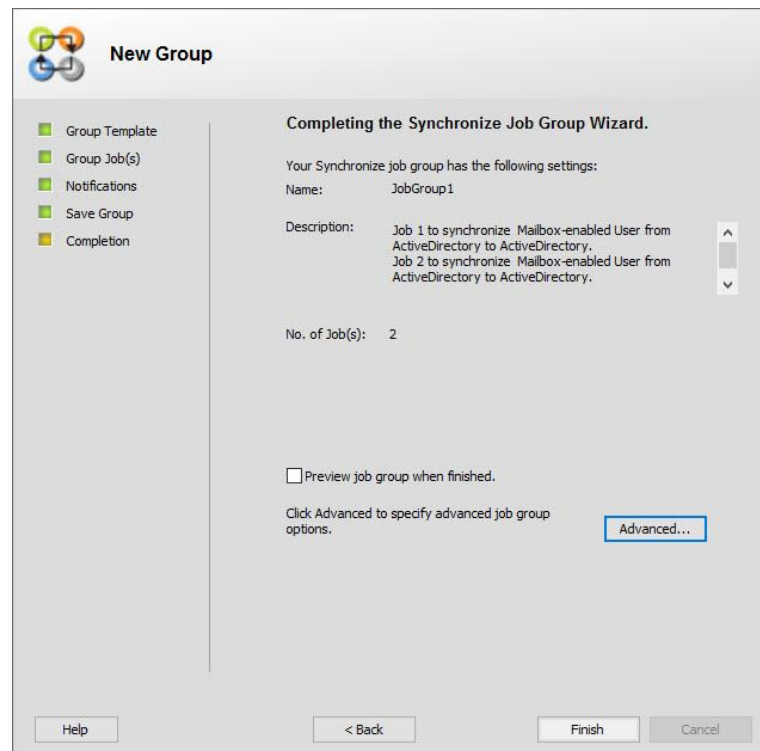 New Group
Group Template
Group Job(s)
Notifications
Save Group
Completion
Completing the Synchronize Job Group Wizard.
Your Synchronize job group has the following settings:
Name: JobGroup1
Description: Job 1 to synchronize Mailbox-enabled User from
ActiveDirectory to ActiveDirectory.
Job 2 to synchronize Mailbox-enabled User from
ActiveDirectory to ActiveDirectory.
No. of Job(s): 2
Preview job group when finished.
Click Advanced to specify advanced job group
options.
Advanced...
Help
< Back
Finish
Cancel